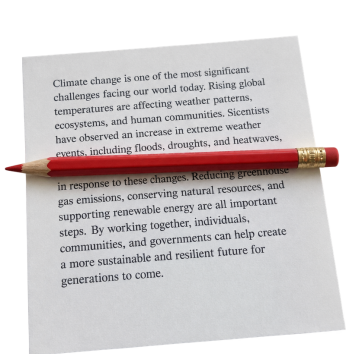 Climate change is one of the most significant
challenges facing our world today. Rising global
temperatures are affecting weather patterns,
ecosystems, and human communities. Sicentists
have observed an increase in extreme weather
events, including floods, droughts, and heatwaves,
in response to these changes. Reducing greenhouse
gas emissions, conserving natural resources, and
supporting renewable energy are all important
steps. By working together, individuals,
communities, and governments can help create
a more sustainable and resilient future for
generations to come.